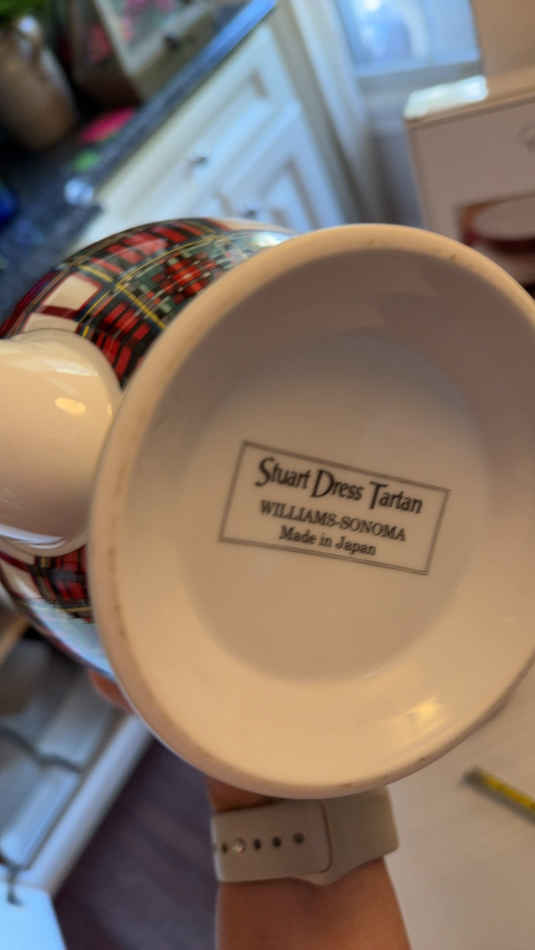 Stuart Dress Tartan
WILLIAMS-SONOMA
Made in Japan